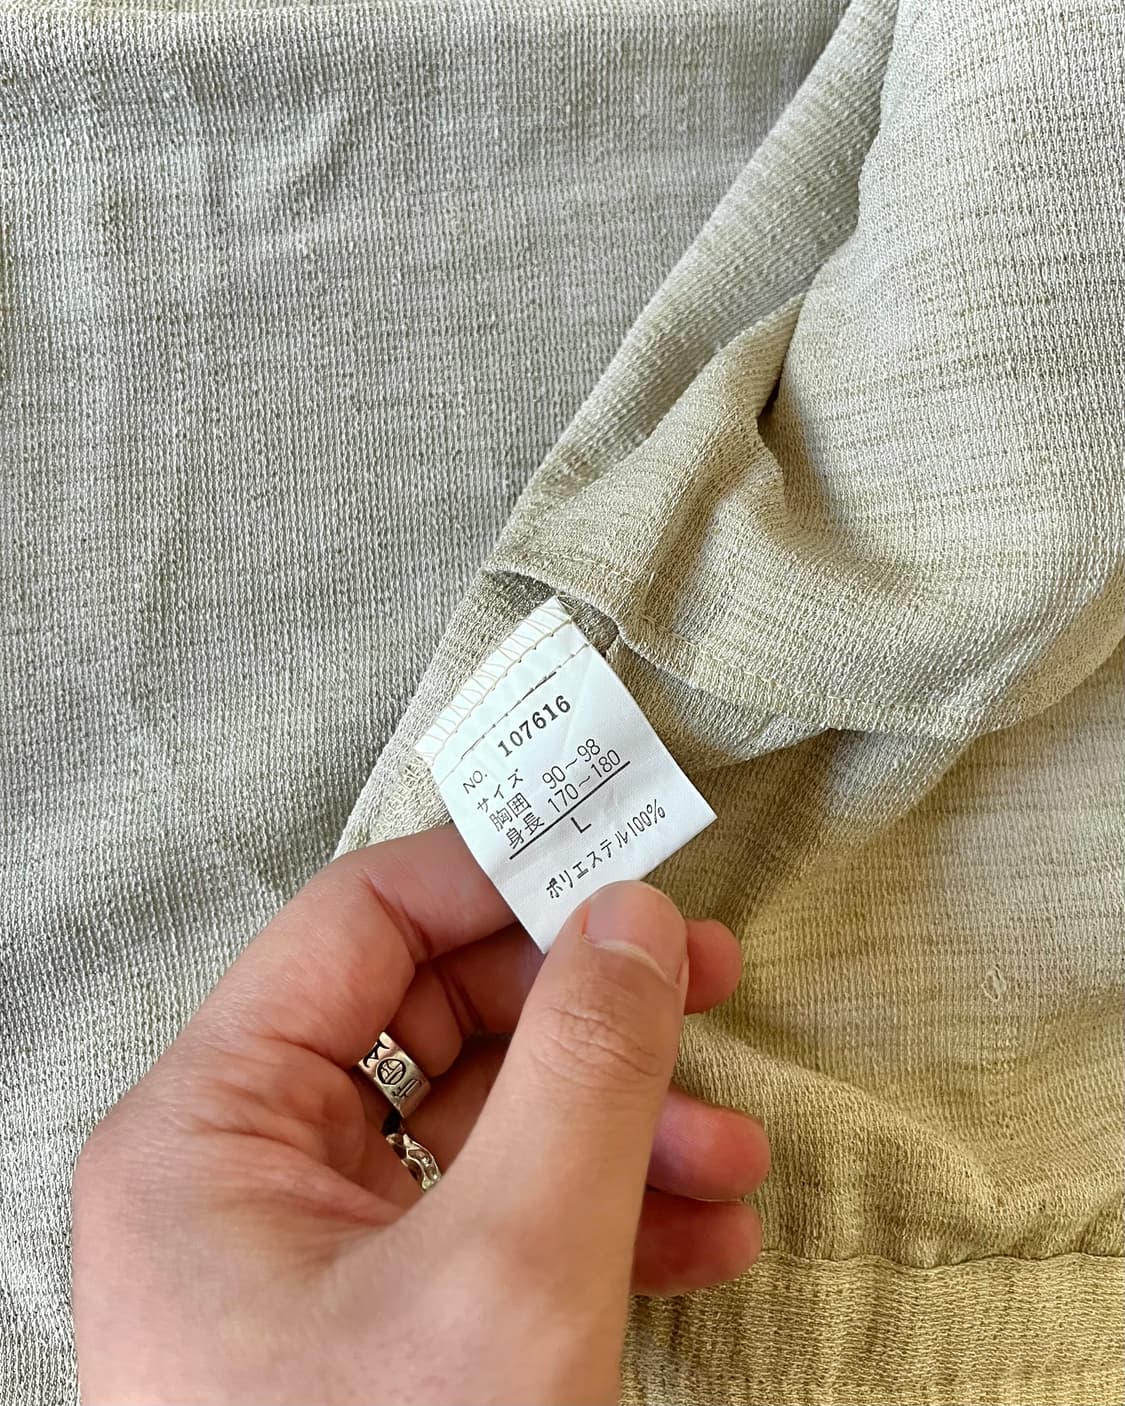 NO. 107616
サイズ
胸囲 90~98
身長 170~180
L
ポリエステル100%